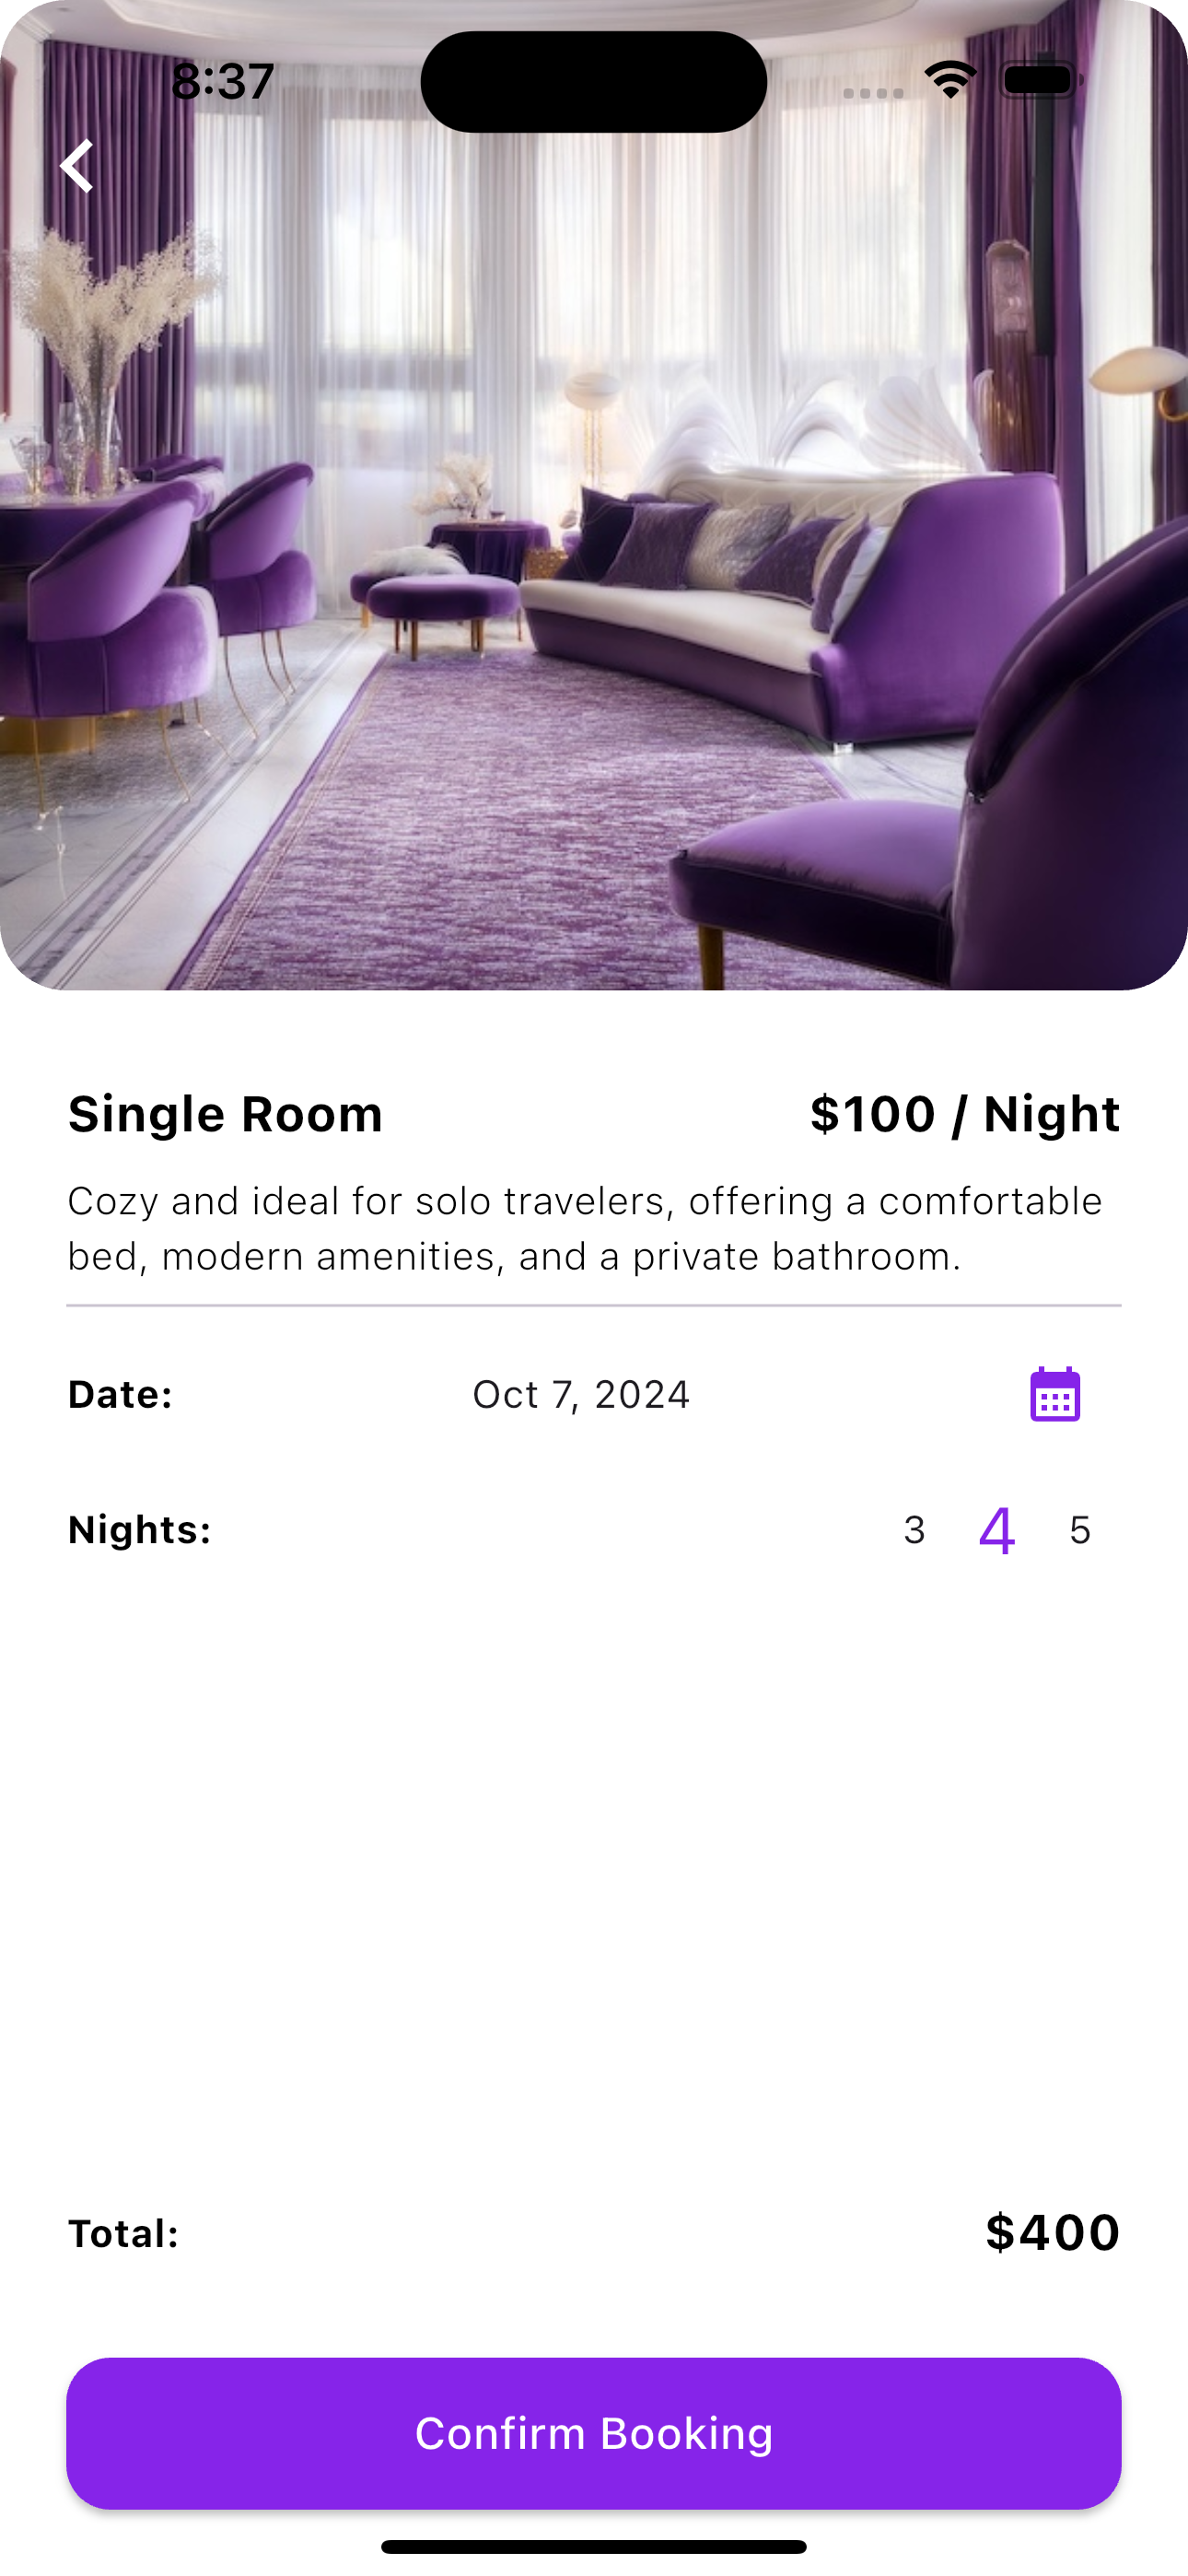 8:37
Single Room
$100 / Night
Cozy and ideal for solo travelers, offering a comfortable
bed, modern amenities, and a private bathroom.
Date:
Oct 7, 2024
Nights:
3 4 5
Total:
$400
Confirm Booking